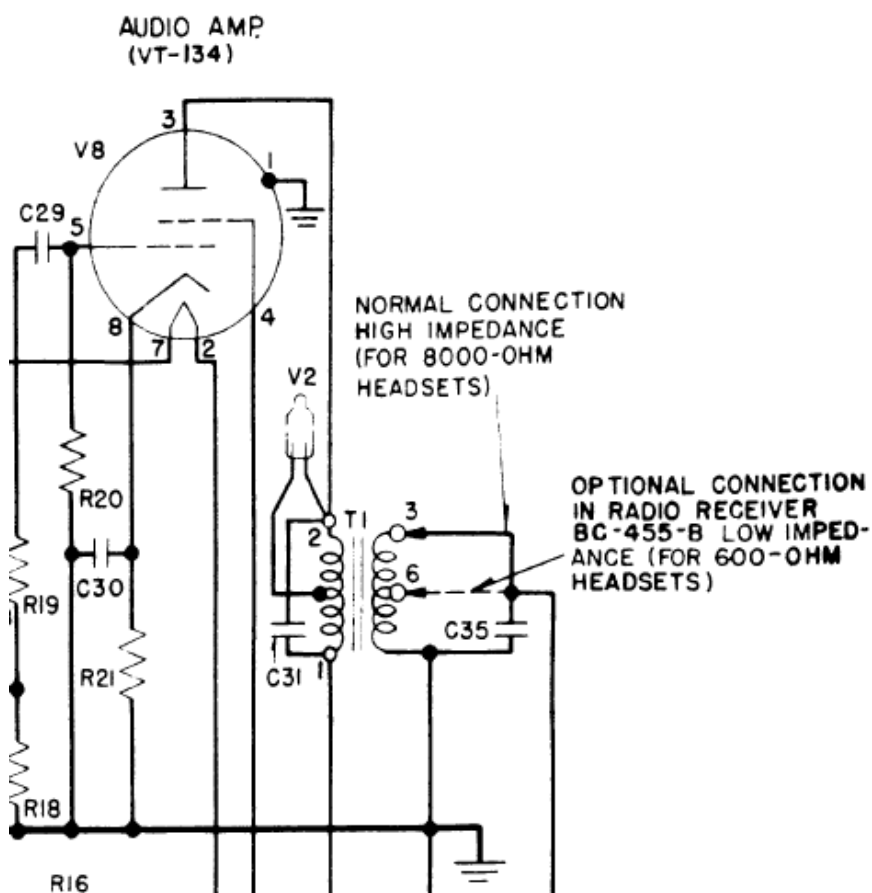 AUDIO AMP.
(VT-134)
3
V8
1
C29
5
8
7
2
4
NORMAL CONNECTION
HIGH IMPEDANCE
(FOR 8000-OHM
HEADSETS)
V2
R20
OPTIONAL CONNECTION
IN RADIO RECEIVER
BC-455-B LOW IMPED-
ANCE (FOR 600-OHM
HEADSETS)
2
T1
3
6
C30
R19
C35
R21
C31
1
R18
R16